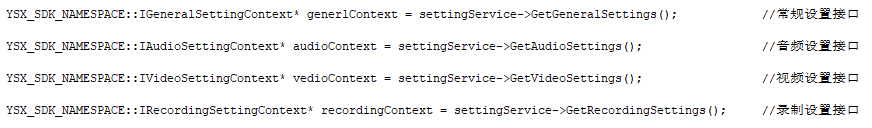 YSX_SDK_NAMESPACE::IGeneralSettingContext* generlContext = settingService->GetGeneralSettings(); //常规设置接口
YSX_SDK_NAMESPACE::IAudioSettingContext* audioContext = settingService->GetAudioSettings(); //音频设置接口
YSX_SDK_NAMESPACE::IVideoSettingContext* vedioContext = settingService->GetVideoSettings(); //视频设置接口
YSX_SDK_NAMESPACE::IRecordingSettingContext* recordingContext = settingService->GetRecordingSettings(); //录制设置接口